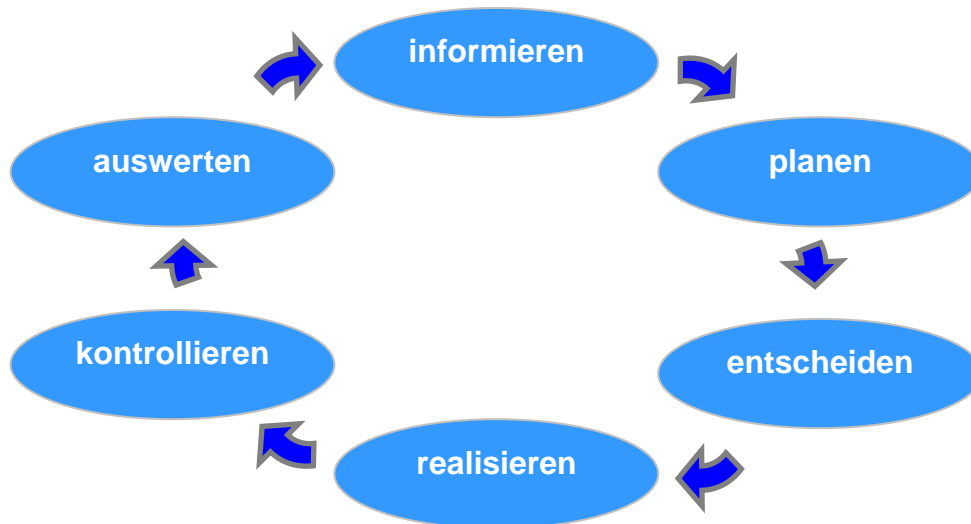 informieren
planen
entscheiden
realisieren
kontrollieren
auswerten